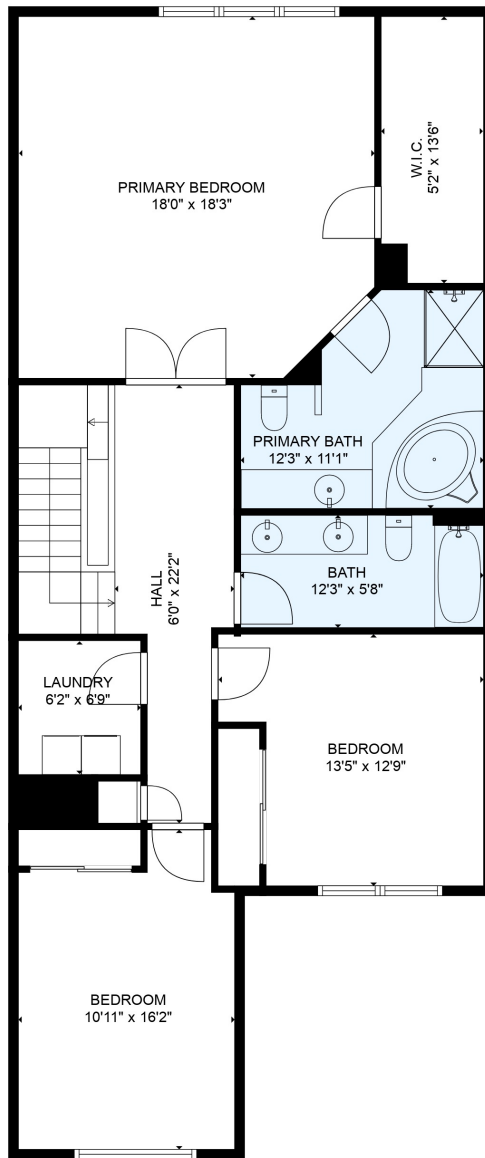 PRIMARY BEDROOM
18'0" x 18'3"
W.I.C.
5'2" x 13'6"
PRIMARY BATH
12'3" x 11'1"
HALL
6'0" x 22'2"
BATH
12'3" x 5'8"
LAUNDRY
6'2" x 6'9"
BEDROOM
13'5" x 12'9"
BEDROOM
10'11" x 16'2"